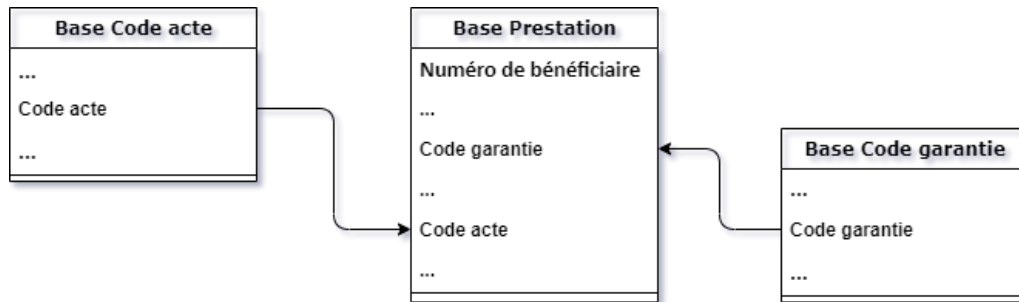 Base Code acte
...
Code acte
...
Base Prestation
Numéro de bénéficiaire
...
Code garantie
...
Code acte
...
Base Code garantie
...
Code garantie
...